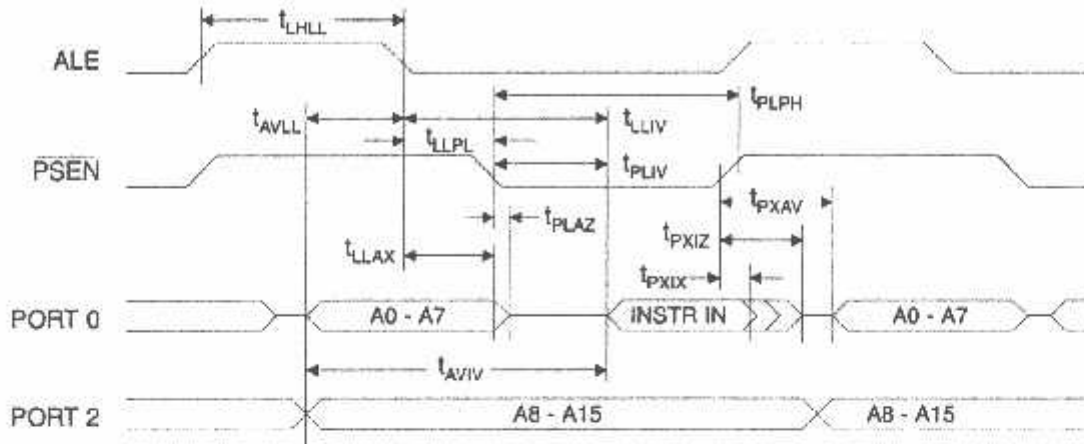 tLHLL
ALE
tPLPH
tAVLL
tLLIV
tLLPL
PSEN
tPLIV
tPXAV
tPLAZ
tPXIZ
tLLAX
tPXIX
PORT 0
A0 - A7
INSTR IN
A0 - A7
tAVIV
PORT 2
A8 - A15
A8 - A15